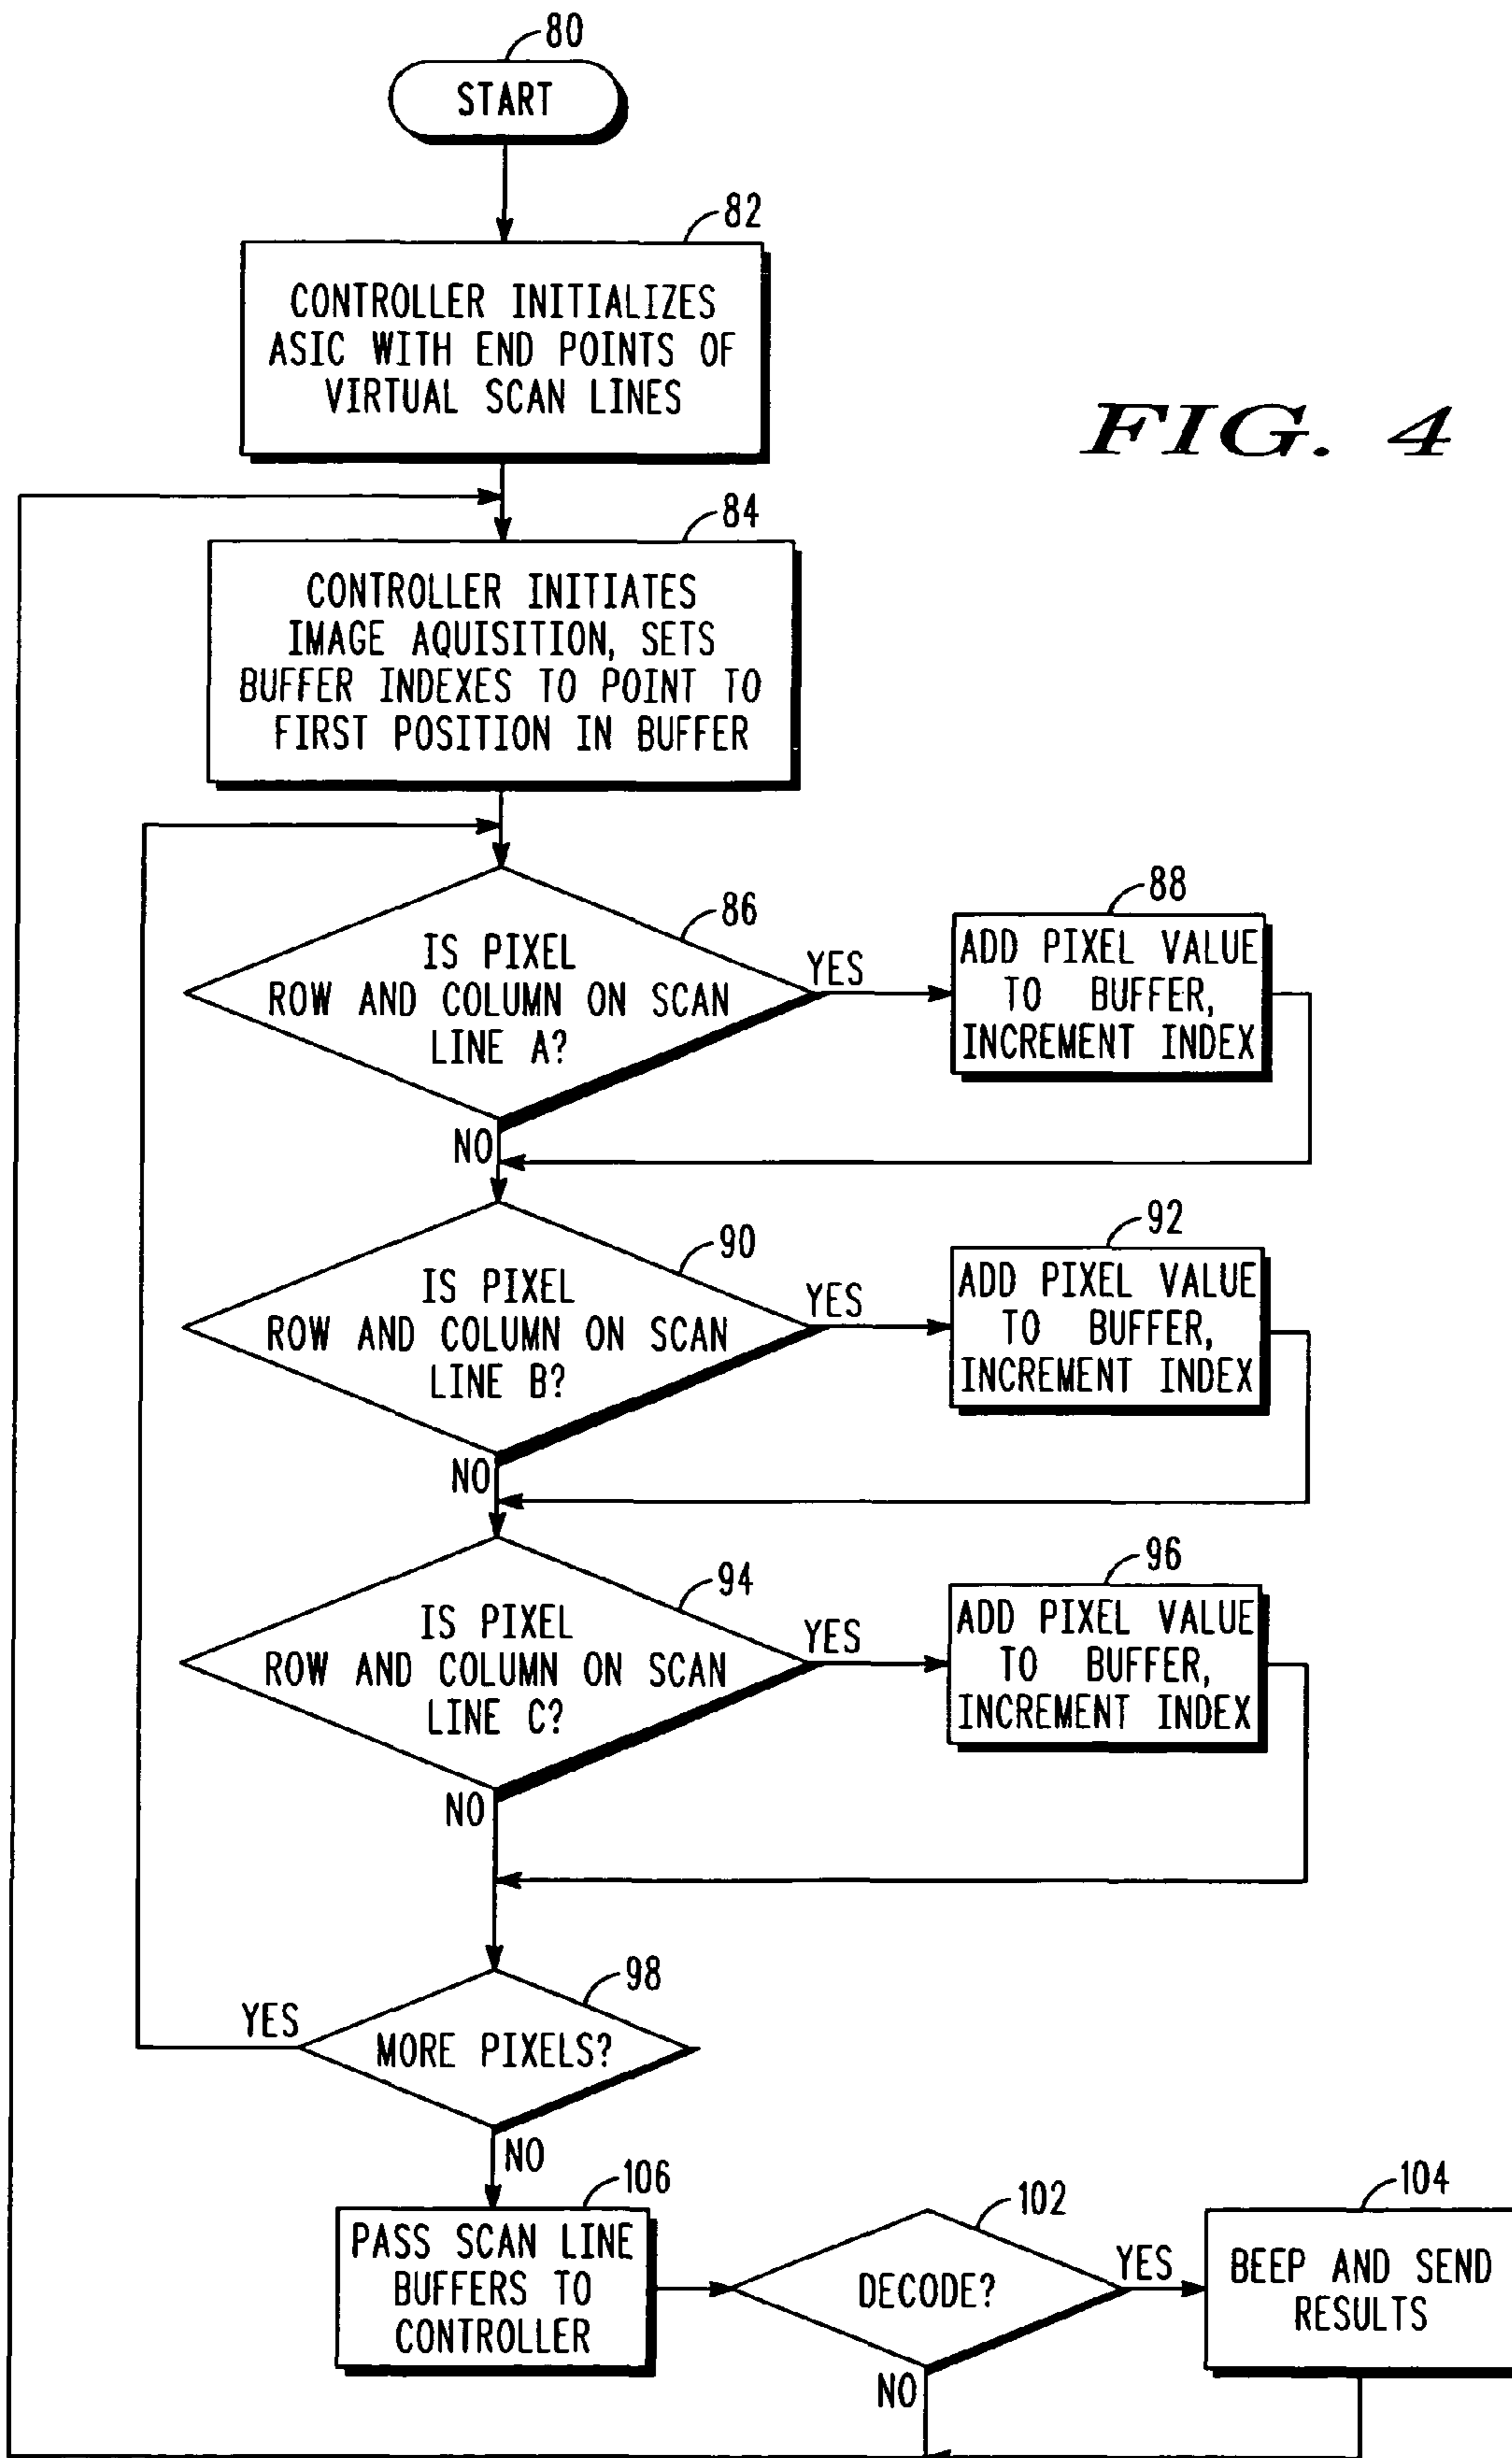 80
START
82
CONTROLLER INITIALIZES
ASIC WITH END POINTS OF
VIRTUAL SCAN LINES
FIG. 4
84
CONTROLLER INITIATES
IMAGE AQUISITION, SETS
BUFFER INDEXES TO POINT TO
FIRST POSITION IN BUFFER
86
IS PIXEL
ROW AND COLUMN ON SCAN
LINE A?
YES
88
ADD PIXEL VALUE
TO BUFFER,
INCREMENT INDEX
NO
90
IS PIXEL
ROW AND COLUMN ON SCAN
LINE B?
YES
92
ADD PIXEL VALUE
TO BUFFER,
INCREMENT INDEX
NO
94
IS PIXEL
ROW AND COLUMN ON SCAN
LINE C?
YES
96
ADD PIXEL VALUE
TO BUFFER,
INCREMENT INDEX
NO
98
MORE PIXELS?
YES
NO
106
PASS SCAN LINE
BUFFERS TO
CONTROLLER
102
DECODE?
YES
104
BEEP AND SEND
RESULTS
NO